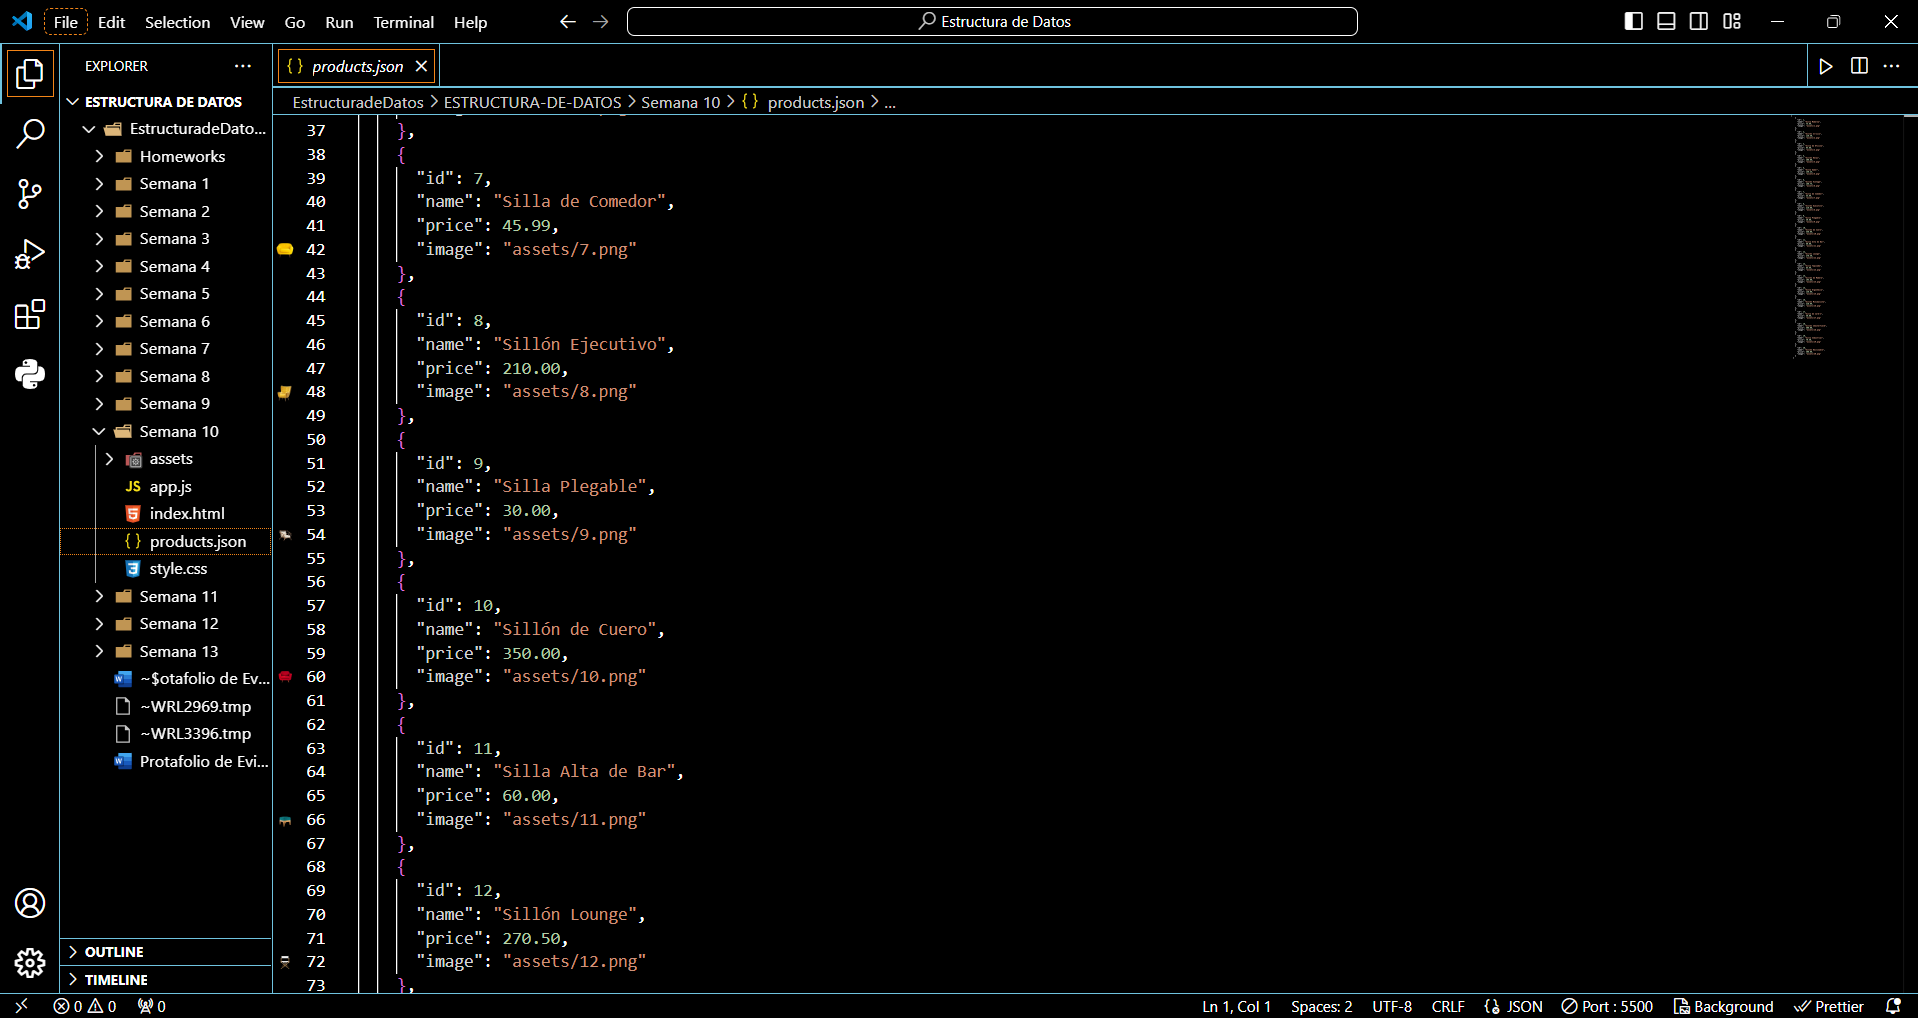 File Edit Selection View Go Run Terminal Help
Estructura de Datos
EXPLORER
products.json
ESTRUCTURA DE DATOS
EstructuradeDatos > ESTRUCTURA-DE-DATOS > Semana 10 > {} products.json > ...
EstructuradeDato...
Homeworks
Semana 1
Semana 2
Semana 3
Semana 4
Semana 5
Semana 6
Semana 7
Semana 8
Semana 9
Semana 10
assets
JS app.js
index.html
{} products.json
style.css
Semana 11
Semana 12
Semana 13
~$otafolio de Ev...
~WRL2969.tmp
~WRL3396.tmp
Protafolio de Evi...
OUTLINE
TIMELINE
37 },
38 {
39 "id": 7,
40 "name": "Silla de Comedor",
41 "price": 45.99,
42 "image": "assets/7.png"
43 },
44 {
45 "id": 8,
46 "name": "Sillón Ejecutivo",
47 "price": 210.00,
48 "image": "assets/8.png"
49 },
50 {
51 "id": 9,
52 "name": "Silla Plegable",
53 "price": 30.00,
54 "image": "assets/9.png"
55 },
56 {
57 "id": 10,
58 "name": "Sillón de Cuero",
59 "price": 350.00,
60 "image": "assets/10.png"
61 },
62 {
63 "id": 11,
64 "name": "Silla Alta de Bar",
65 "price": 60.00,
66 "image": "assets/11.png"
67 },
68 {
69 "id": 12,
70 "name": "Sillón Lounge",
71 "price": 270.50,
72 "image": "assets/12.png"
73 },
0 0 0 Ln 1, Col 1 Spaces: 2 UTF-8 CRLF {} JSON Port : 5500 Background Prettier